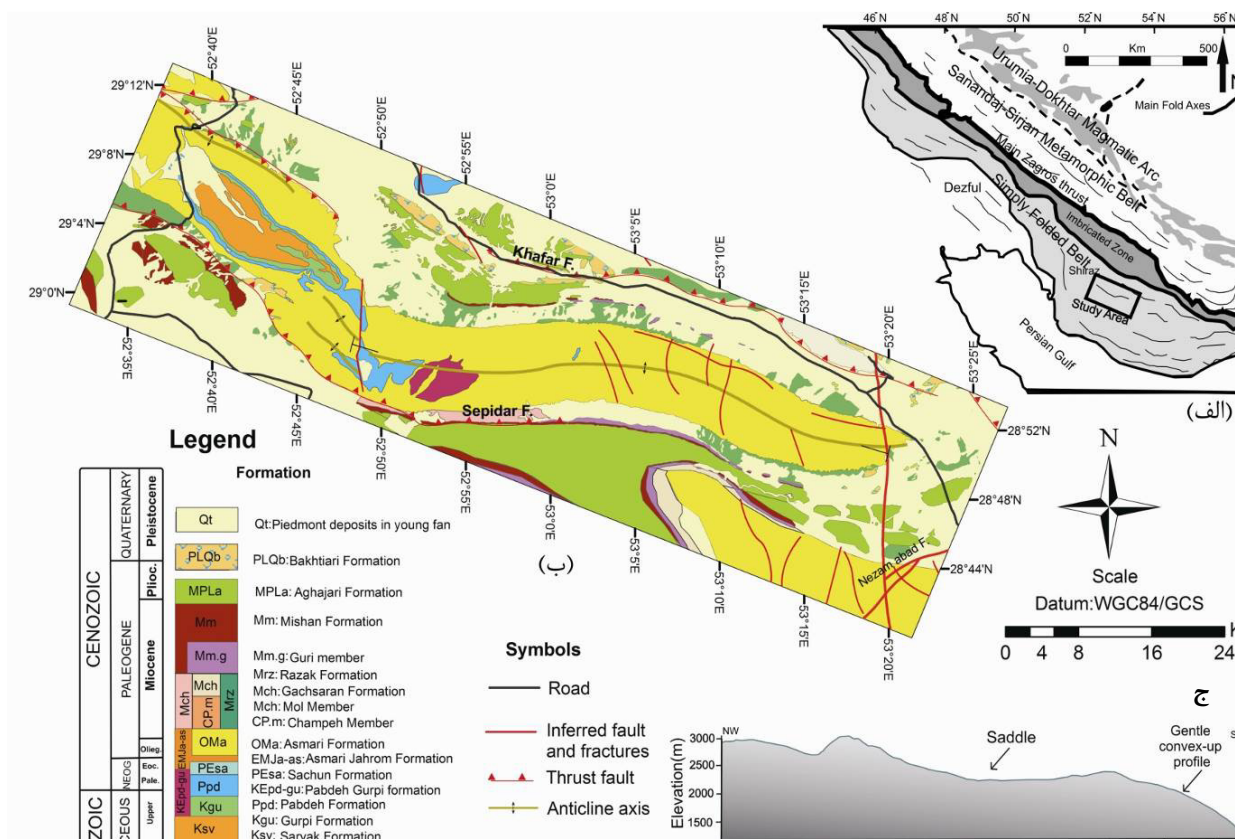 46°N
48°N
50°N
52°N
54°N
56°N
0 Km 500
N
Urumia-Dokhtar Magmatic Arc
Sanandaj-Sirjan Metamorphic Belt
Main Zagros thrust
Main Fold Axes
Dezful
Simply Folded Belt
Imbricated Zone
Shiraz
Study Area
Persian Gulf
(الف)
52°40'E
52°45'E
52°50'E
52°55'E
53°0'E
53°5'E
53°10'E
53°15'E
53°20'E
53°25'E
29°12'N
29°8'N
29°4'N
29°0'N
28°52'N
28°48'N
28°44'N
52°35'E
52°40'E
52°45'E
52°50'E
52°55'E
53°0'E
53°5'E
53°10'E
53°15'E
53°20'E
Khafar F.
Sepidar F.
Nezam abad F.
(ب)
N
Scale
Datum:WGC84/GCS
0 4 8 16 24
K
Legend
Formation
CENOZOIC
QUATERNARY
Pleistocene
PALEOGENE
Plioc.
Miocene
Olieg.
NEOG
Eoc.
Pale.
ZOIC
CEOUS
Upper
Qt
Qt:Piedmont deposits in young fan
PLQb
PLQb:Bakhtiari Formation
MPLa
MPLa: Aghajari Formation
Mm
Mm: Mishan Formation
Mm.g
Mm.g:Guri member
Mrz: Razak Formation
Mch
Mch
CP.m
Mrz
Mch:Gachsaran Formation
Mch: Mol Member
CP.m: Champeh Member
EMJa-as
OMa
OMa: Asmari Formation
EMJa-as:Asmari Jahrom Formation
PEsa
PEsa: Sachun Formation
KEpd-gu
Ppd
KEpd-gu:Pabdeh Gurpi formation
Ppd: Pabdeh Formation
Kgu
Kgu: Gurpi Formation
Ksv
Ksv: Sarvak Formation
Symbols
Road
Inferred fault
and fractures
Thrust fault
Anticline axis
ج
Elevation(m)
3000
2500
2000
1500
NW
Saddle
Gentle
convex-up
profile
S